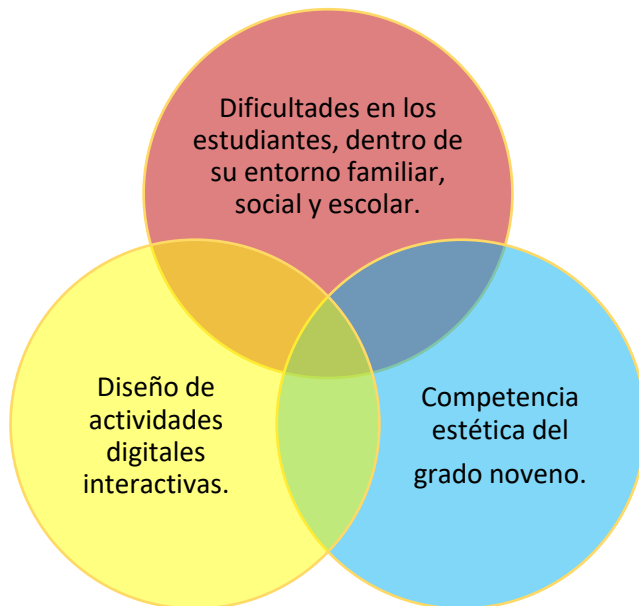 Dificultades en los
estudiantes, dentro de
su entorno familiar,
social y escolar.
Diseño de
actividades
digitales
interactivas.
Competencia
estética del
grado noveno.